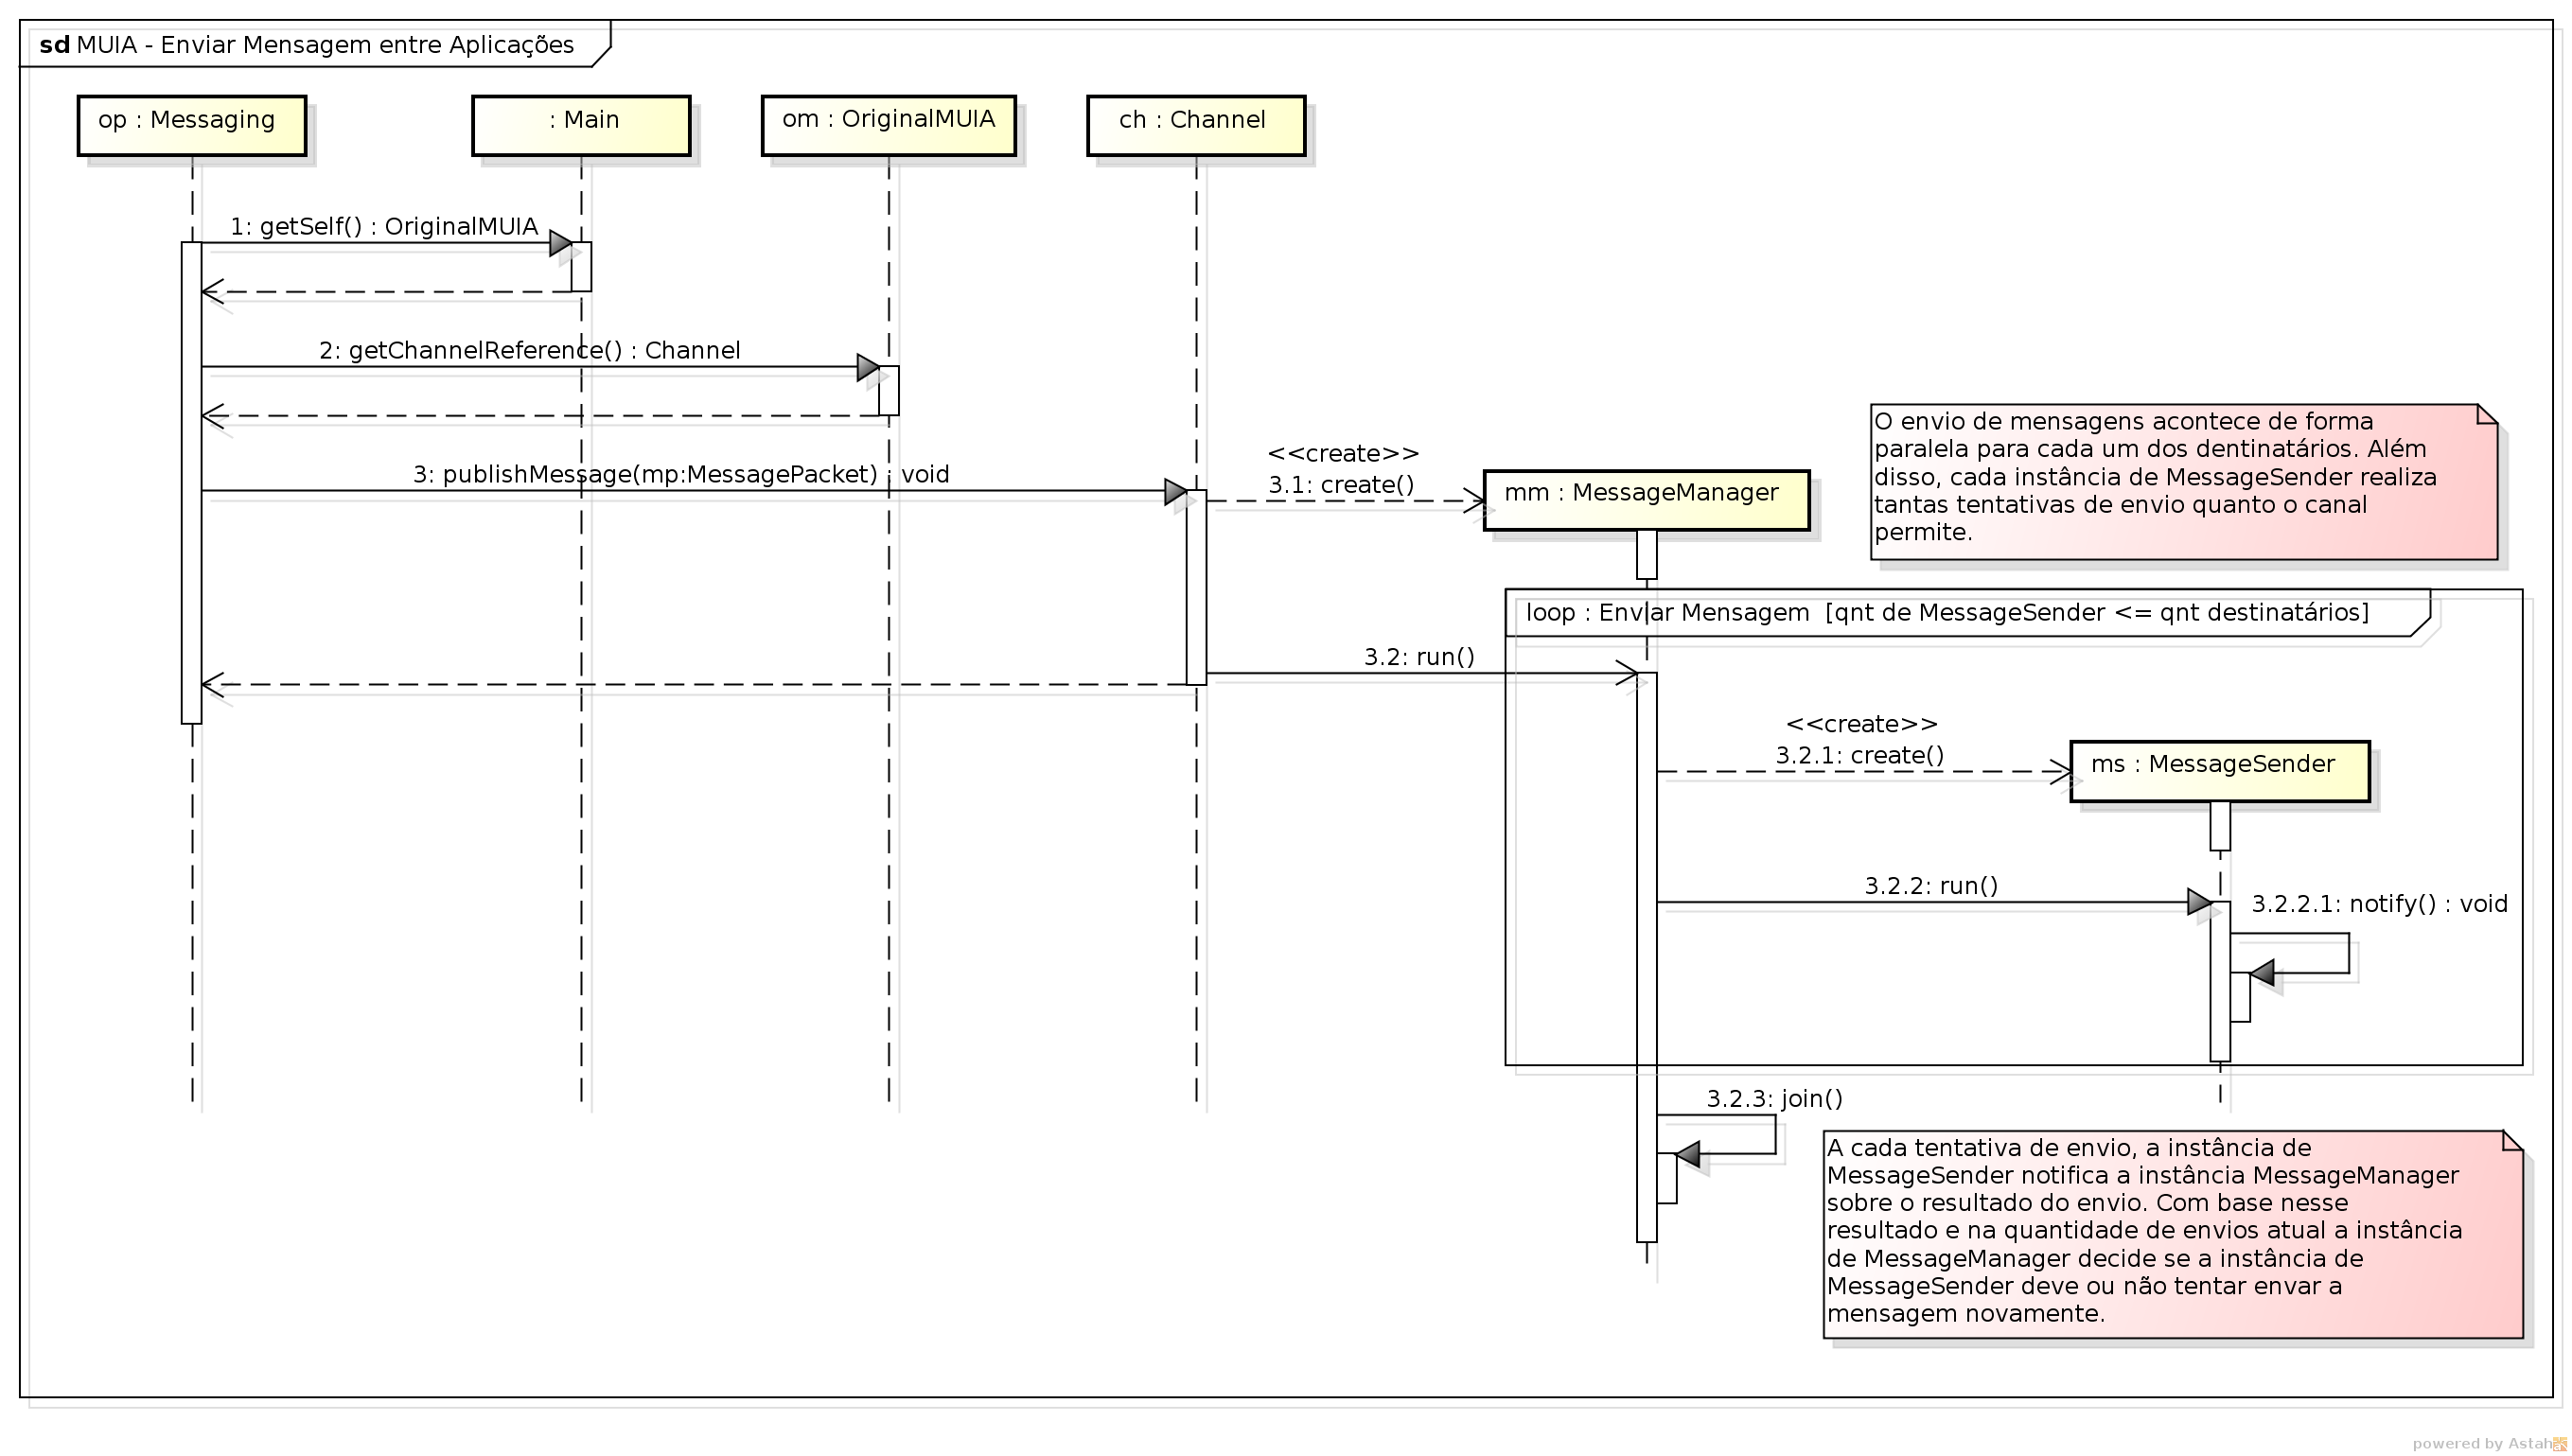 sd MUIA - Enviar Mensagem entre Aplicações
op : Messaging
: Main
om : OriginalMUIA
ch : Channel
1: getSelf() : OriginalMUIA
2: getChannelReference() : Channel
3: publishMessage(mp:MessagePacket) : void
<<create>>
3.1: create()
mm : MessageManager
O envio de mensagens acontece de forma
paralela para cada um dos dentinatários. Além
disso, cada instância de MessageSender realiza
tantas tentativas de envio quanto o canal
permite.
loop : Enviar Mensagem [qnt de MessageSender <= qnt destinatários]
3.2: run()
<<create>>
3.2.1: create()
ms : MessageSender
3.2.2: run()
3.2.2.1: notify() : void
3.2.3: join()
A cada tentativa de envio, a instância de
MessageSender notifica a instância MessageManager
sobre o resultado do envio. Com base nesse
resultado e na quantidade de envios atual a instância
de MessageManager decide se a instância de
MessageSender deve ou não tentar envar a
mensagem novamente.
powered by Astah